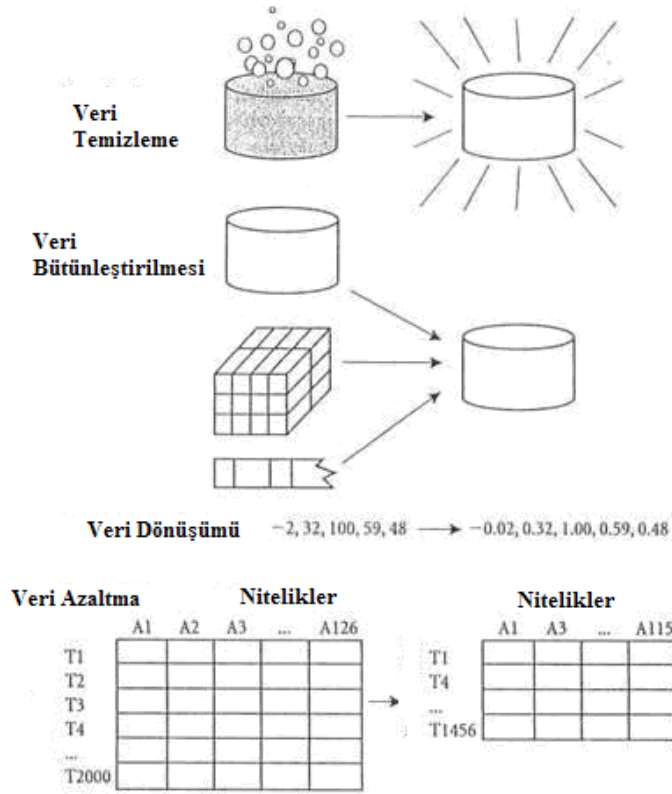 Veri
Temizleme
Veri
Bütünleştirilmesi
Veri Dönüşümü −2, 32, 100, 59, 48 −0.02, 0.32, 1.00, 0.59, 0.48
Veri Azaltma Nitelikler Nitelikler
A1 A2 A3 ... A126 A1 A3 ... A115
T1 T1
T2 T4
T3 ...
T4 T1456
...
T2000